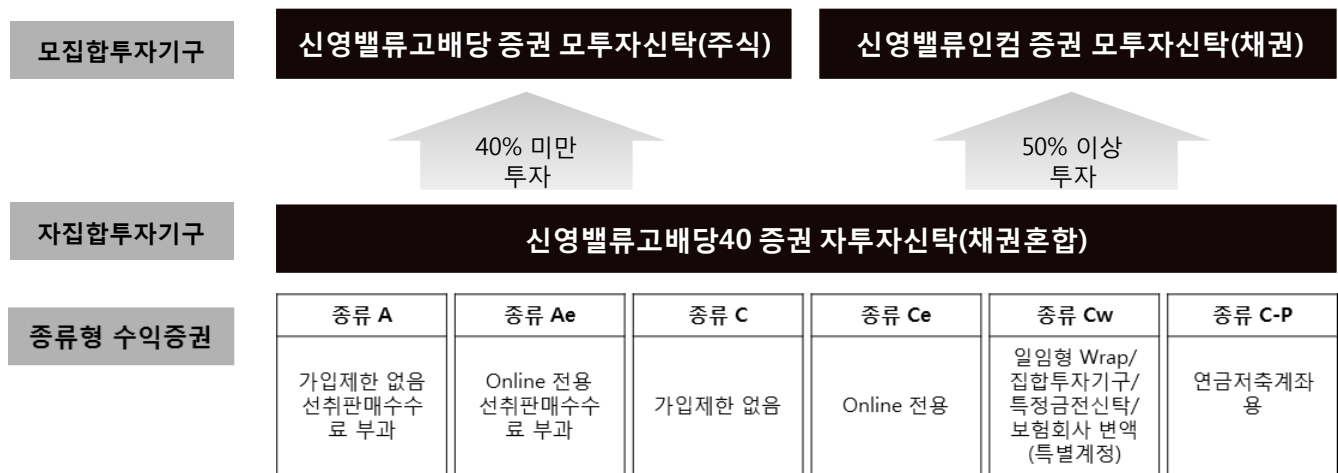 모집합투자기구
신영밸류고배당 증권 모투자신탁(주식)
신영밸류인컴 증권 모투자신탁(채권)
40% 미만
투자
50% 이상
투자
자집합투자기구
신영밸류고배당40 증권 자투자신탁(채권혼합)
종류형 수익증권
종류 A
종류 Ae
종류 C
종류 Ce
종류 Cw
종류 C-P
가입제한 없음
선취판매수수
료 부과
Online 전용
선취판매수수
료 부과
가입제한 없음
Online 전용
일임형 Wrap/
집합투자기구/
특정금전신탁/
보험회사 변액
(특별계정)
연금저축계좌
용